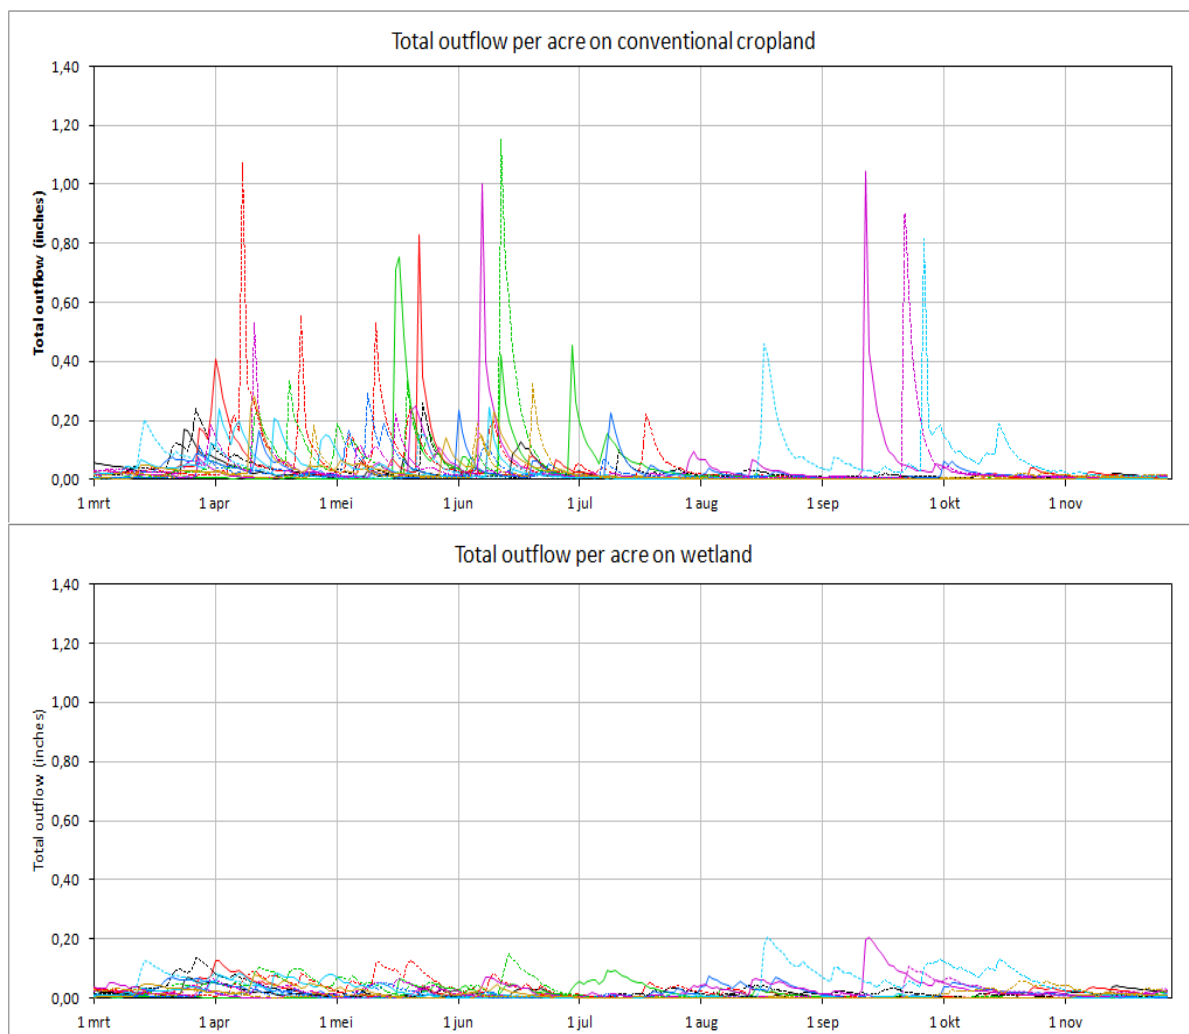 Total outflow per acre on conventional cropland
Total outflow (inches)
1,40
1,20
1,00
0,80
0,60
0,40
0,20
0,00
1 mrt 1 apr 1 mei 1 jun 1 jul 1 aug 1 sep 1 okt 1 nov
Total outflow per acre on wetland
Total outflow (inches)
1,40
1,20
1,00
0,80
0,60
0,40
0,20
0,00
1 mrt 1 apr 1 mei 1 jun 1 jul 1 aug 1 sep 1 okt 1 nov